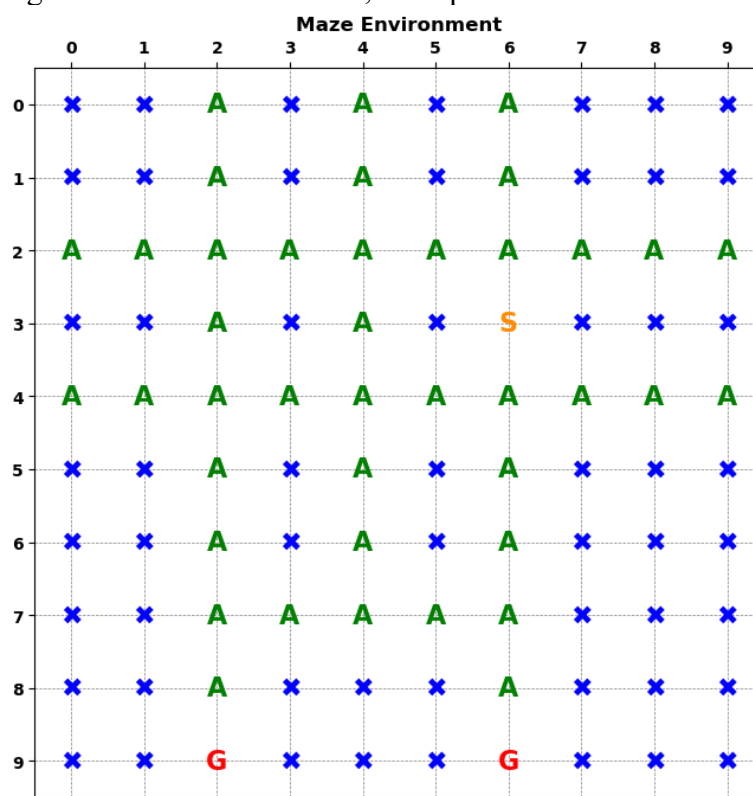 Maze Environment
0 1 2 3 4 5 6 7 8 9
0 A A A
1 A A A
2 A A A A A A A A A A
3 A A S
4 A A A A A A A A A A
5 A A A
6 A A A
7 A A A A A
8 A A
9 G G